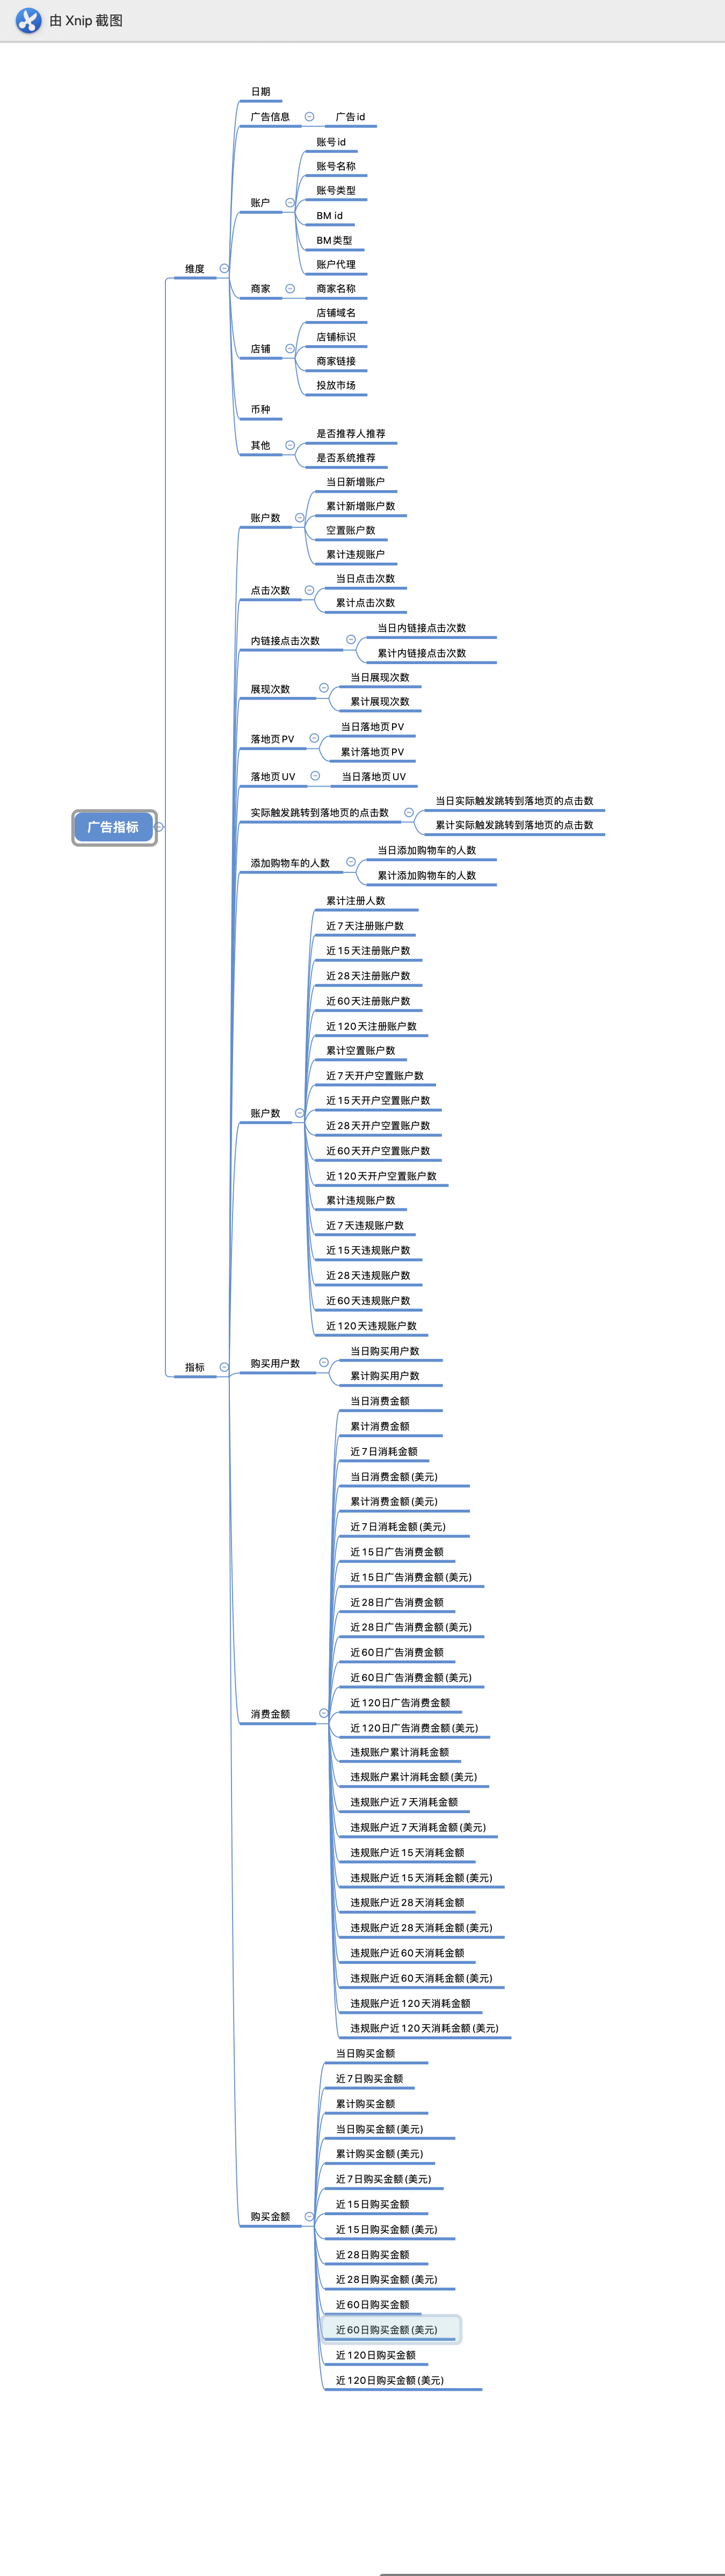 由 Xnip 截图
广告指标
维度
日期
广告信息
广告id
账户
账号id
账号名称
账号类型
BM id
BM类型
账户代理
商家
商家名称
店铺
店铺域名
店铺标识
商家链接
投放市场
币种
其他
是否推荐人推荐
是否系统推荐
指标
账户数
当日新增账户
累计新增账户数
空置账户数
累计违规账户
点击次数
当日点击次数
累计点击次数
内链接点击次数
当日内链接点击次数
累计内链接点击次数
展现次数
当日展现次数
累计展现次数
落地页PV
当日落地页PV
累计落地页PV
落地页UV
当日落地页UV
实际触发跳转到落地页的点击数
当日实际触发跳转到落地页的点击数
累计实际触发跳转到落地页的点击数
添加购物车的人数
当日添加购物车的人数
累计添加购物车的人数
账户数
累计注册人数
近7天注册账户数
近15天注册账户数
近28天注册账户数
近60天注册账户数
近120天注册账户数
累计空置账户数
近7天开户空置账户数
近15天开户空置账户数
近28天开户空置账户数
近60天开户空置账户数
近120天开户空置账户数
累计违规账户数
近7天违规账户数
近15天违规账户数
近28天违规账户数
近60天违规账户数
近120天违规账户数
购买用户数
当日购买用户数
累计购买用户数
消费金额
当日消费金额
累计消费金额
近7日消耗金额
当日消费金额(美元)
累计消费金额(美元)
近7日消耗金额(美元)
近15日广告消费金额
近15日广告消费金额(美元)
近28日广告消费金额
近28日广告消费金额(美元)
近60日广告消费金额
近60日广告消费金额(美元)
近120日广告消费金额
近120日广告消费金额(美元)
违规账户累计消耗金额
违规账户累计消耗金额(美元)
违规账户近7天消耗金额
违规账户近7天消耗金额(美元)
违规账户近15天消耗金额
违规账户近15天消耗金额(美元)
违规账户近28天消耗金额
违规账户近28天消耗金额(美元)
违规账户近60天消耗金额
违规账户近60天消耗金额(美元)
违规账户近120天消耗金额
违规账户近120天消耗金额(美元)
购买金额
当日购买金额
近7日购买金额
累计购买金额
当日购买金额(美元)
累计购买金额(美元)
近7日购买金额(美元)
近15日购买金额
近15日购买金额(美元)
近28日购买金额
近28日购买金额(美元)
近60日购买金额
近60日购买金额(美元)
近120日购买金额
近120日购买金额(美元)